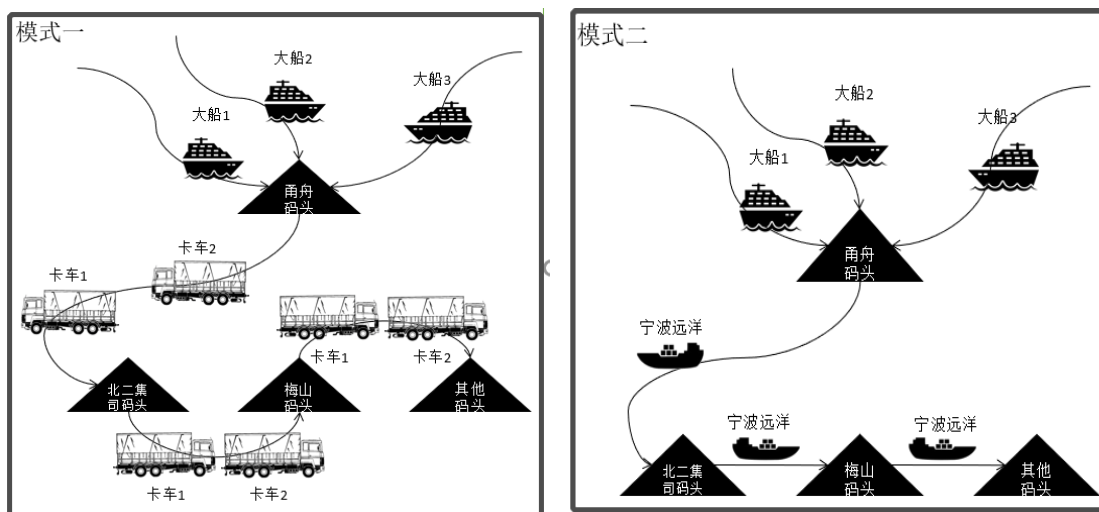 模式一
大船2
大船3
大船1
甬舟
码头
卡车2
卡车1
卡车1
卡车2
北二集
司码头
梅山
码头
其他
码头
卡车1
卡车2
模式二
大船2
大船3
大船1
甬舟
码头
宁波远洋
宁波远洋
宁波远洋
北二集
司码头
梅山
码头
其他
码头